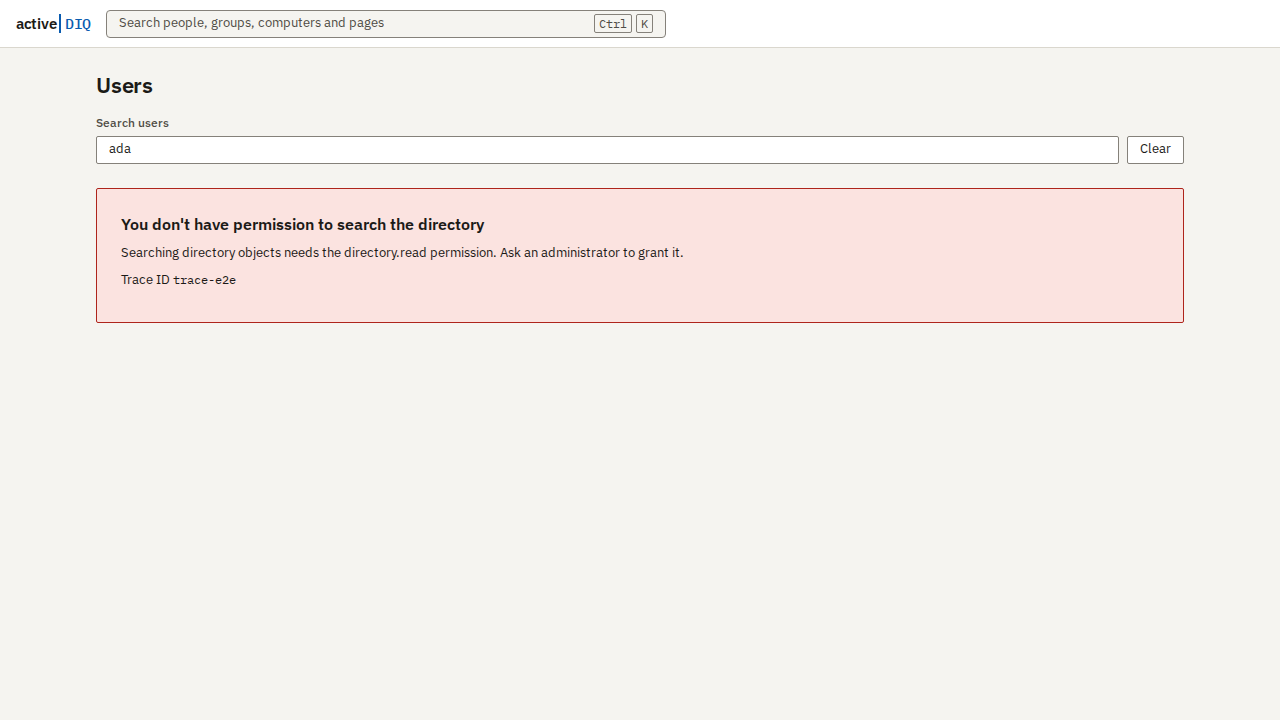 active DIQ Search people, groups, computers and pages Ctrl K
Users
Search users
ada Clear
You don't have permission to search the directory
Searching directory objects needs the directory.read permission. Ask an administrator to grant it.
Trace ID trace-e2e